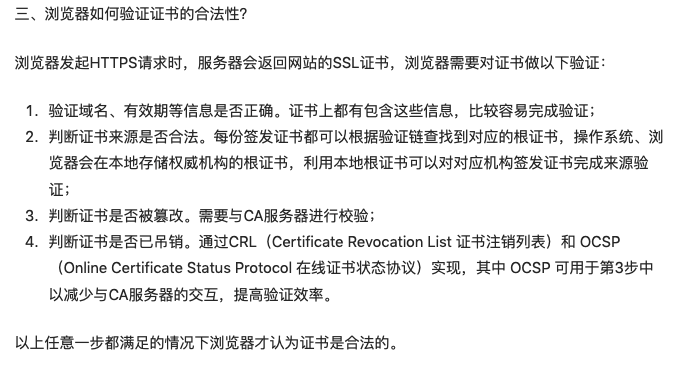 三、浏览器如何验证证书的合法性?
浏览器发起HTTPS请求时，服务器会返回网站的SSL证书，浏览器需要对证书做以下验证：
1. 验证域名、有效期等信息是否正确。证书上都有包含这些信息，比较容易完成验证；
2. 判断证书来源是否合法。每份签发证书都可以根据验证链查找到对应的根证书，操作系统、浏
览器会在本地存储权威机构的根证书，利用本地根证书可以对对应机构签发证书完成来源验
证；
3. 判断证书是否被篡改。需要与CA服务器进行校验；
4. 判断证书是否已吊销。通过CRL（Certificate Revocation List 证书注销列表）和 OCSP
（Online Certificate Status Protocol 在线证书状态协议）实现，其中 OCSP 可用于第3步中
以减少与CA服务器的交互，提高验证效率。
以上任意一步都满足的情况下浏览器才认为证书是合法的。